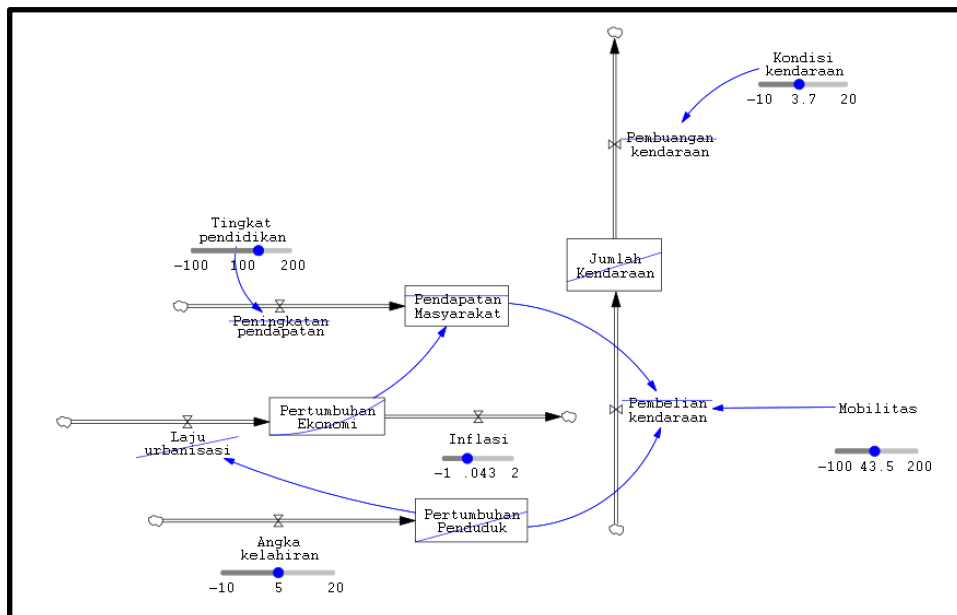 Kondisi
kendaraan
-10 3.7 20
Pembuangan
kendaraan
Tingkat
pendidikan
-100 100 200
Jumlah
Kendaraan
Peningkatan
pendapatan
Pendapatan
Masyarakat
Pertumbuhan
Ekonomi
Pembelian
kendaraan
Mobilitas
-100 43.5 200
Laju
urbanisasi
Inflasi
-1 .043 2
Pertumbuhan
Penduduk
Angka
kelahiran
-10 5 20